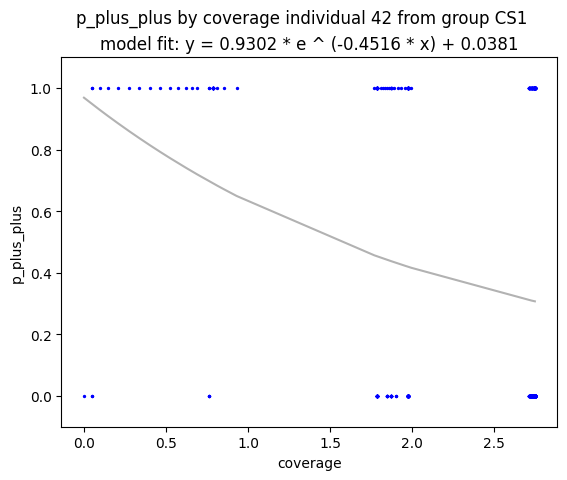 p_plus_plus by coverage individual 42 from group CS1
model fit: y = 0.9302 * e ^ (-0.4516 * x) + 0.0381
1.0
0.8
0.6
0.4
0.2
0.0
p_plus_plus
0.0 0.5 1.0 1.5 2.0 2.5
coverage